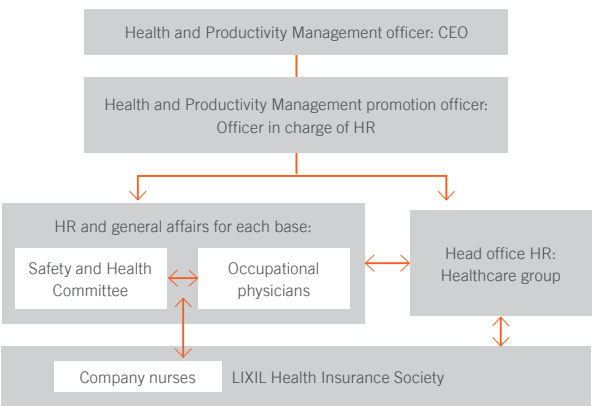 Health and Productivity Management officer: CEO
Health and Productivity Management promotion officer:
Officer in charge of HR
HR and general affairs for each base:
Safety and Health
Committee
Occupational
physicians
Head office HR:
Healthcare group
Company nurses
LIXIL Health Insurance Society